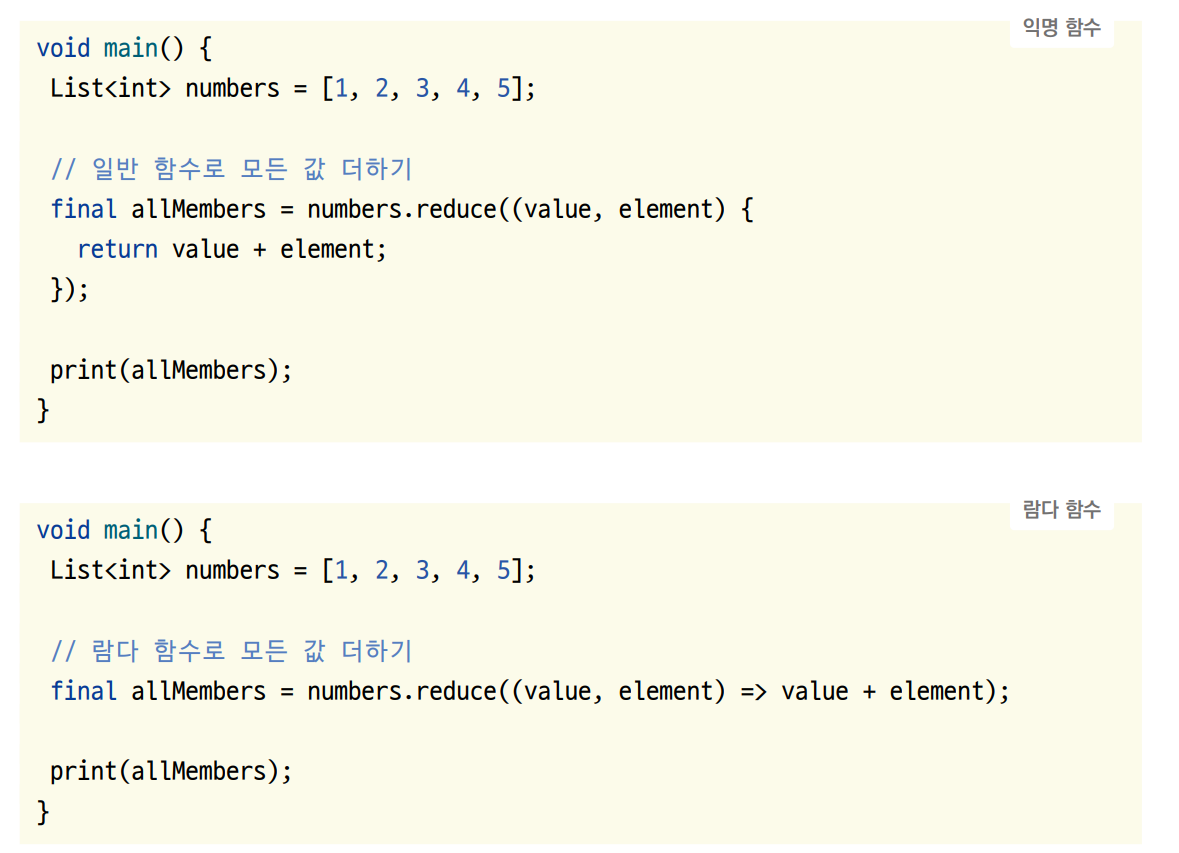 익명 함수
void main() {
List<int> numbers = [1, 2, 3, 4, 5];
// 일반 함수로 모든 값 더하기
final allMembers = numbers.reduce((value, element) {
return value + element;
});
print(allMembers);
}
람다 함수
void main() {
List<int> numbers = [1, 2, 3, 4, 5];
// 람다 함수로 모든 값 더하기
final allMembers = numbers.reduce((value, element) => value + element);
print(allMembers);
}